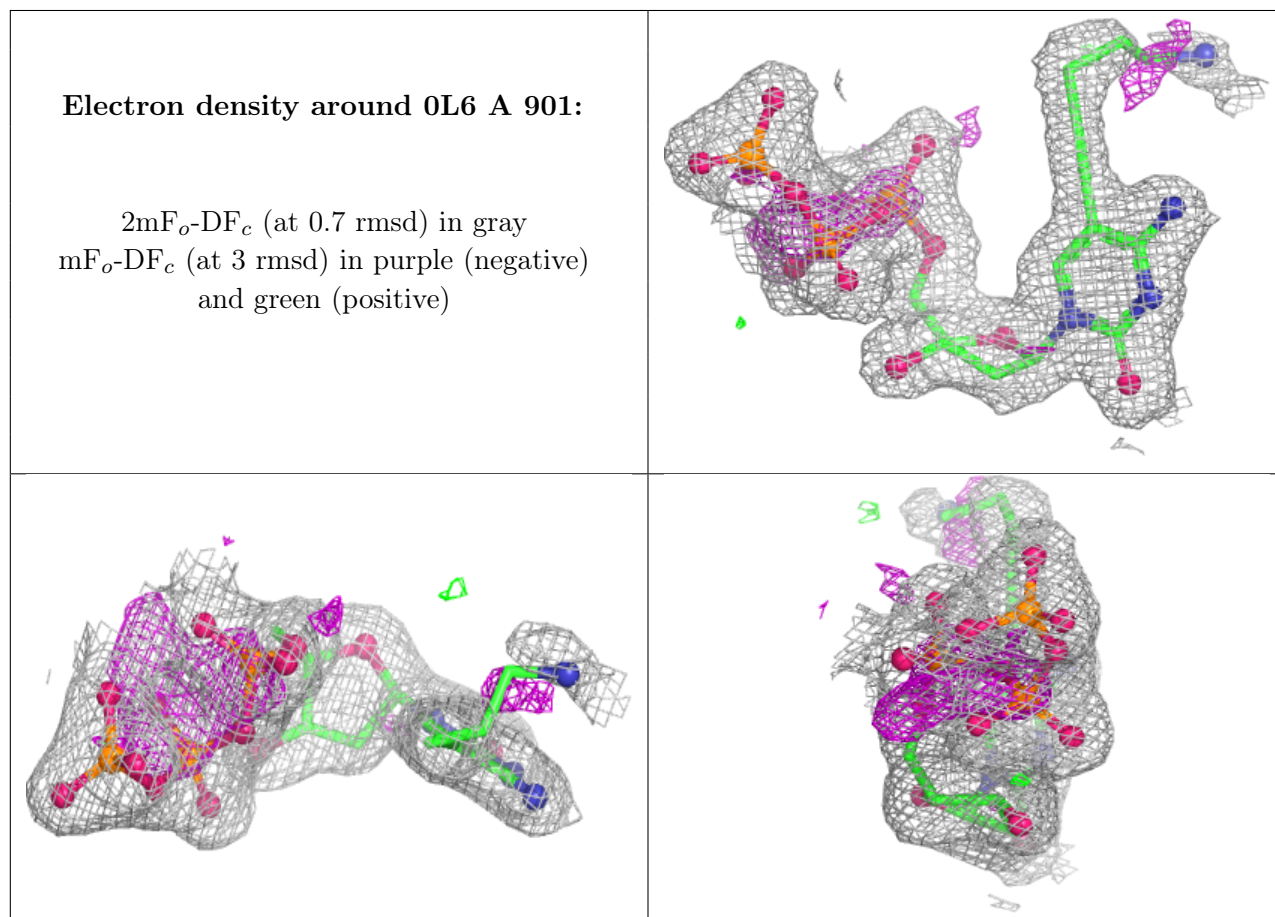 Electron density around 0L6 A 901:
2mFo-DFc (at 0.7 rmsd) in gray
mFo-DFc (at 3 rmsd) in purple (negative)
and green (positive)